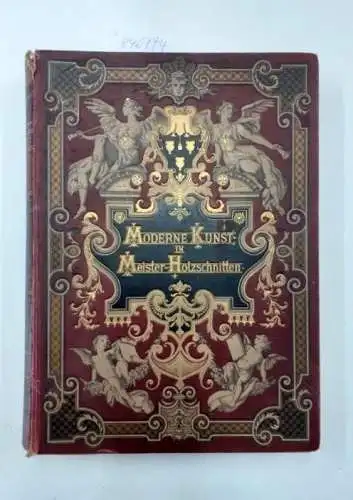 MODERNE KUNST
IN
MEISTER-HOLZSCHNITTEN